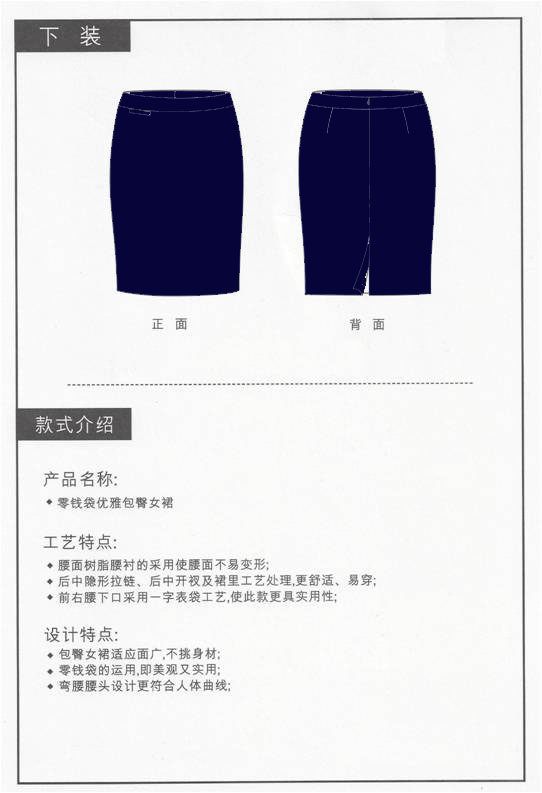 下 装
正 面
背 面
款式介绍
产品名称:
◆ 零钱袋优雅包臀女裙
工艺特点:
◆ 腰面树脂腰衬的采用使腰面不易变形;
◆ 后中隐形拉链、后中开衩及裙里工艺处理,更舒适、易穿;
◆ 前右腰下口采用一字表袋工艺,使此款更具实用性;
设计特点:
◆ 包臀女裙适应面广,不挑身材;
◆ 零钱袋的运用,即美观又实用;
◆ 弯腰腰头设计更符合人体曲线;